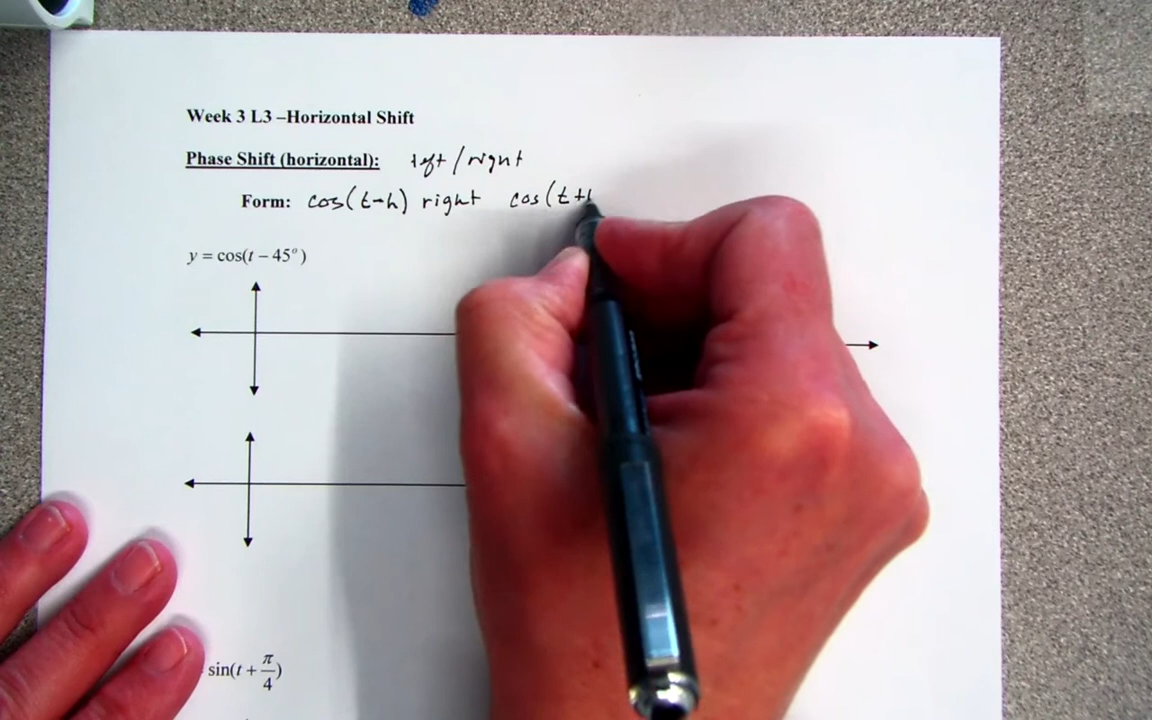 Week 3 L3 –Horizontal Shift
Phase Shift (horizontal): left/right
Form: cos(t-h) right cos(t+
y = cos(t – 45°)
sin(t + π/4)